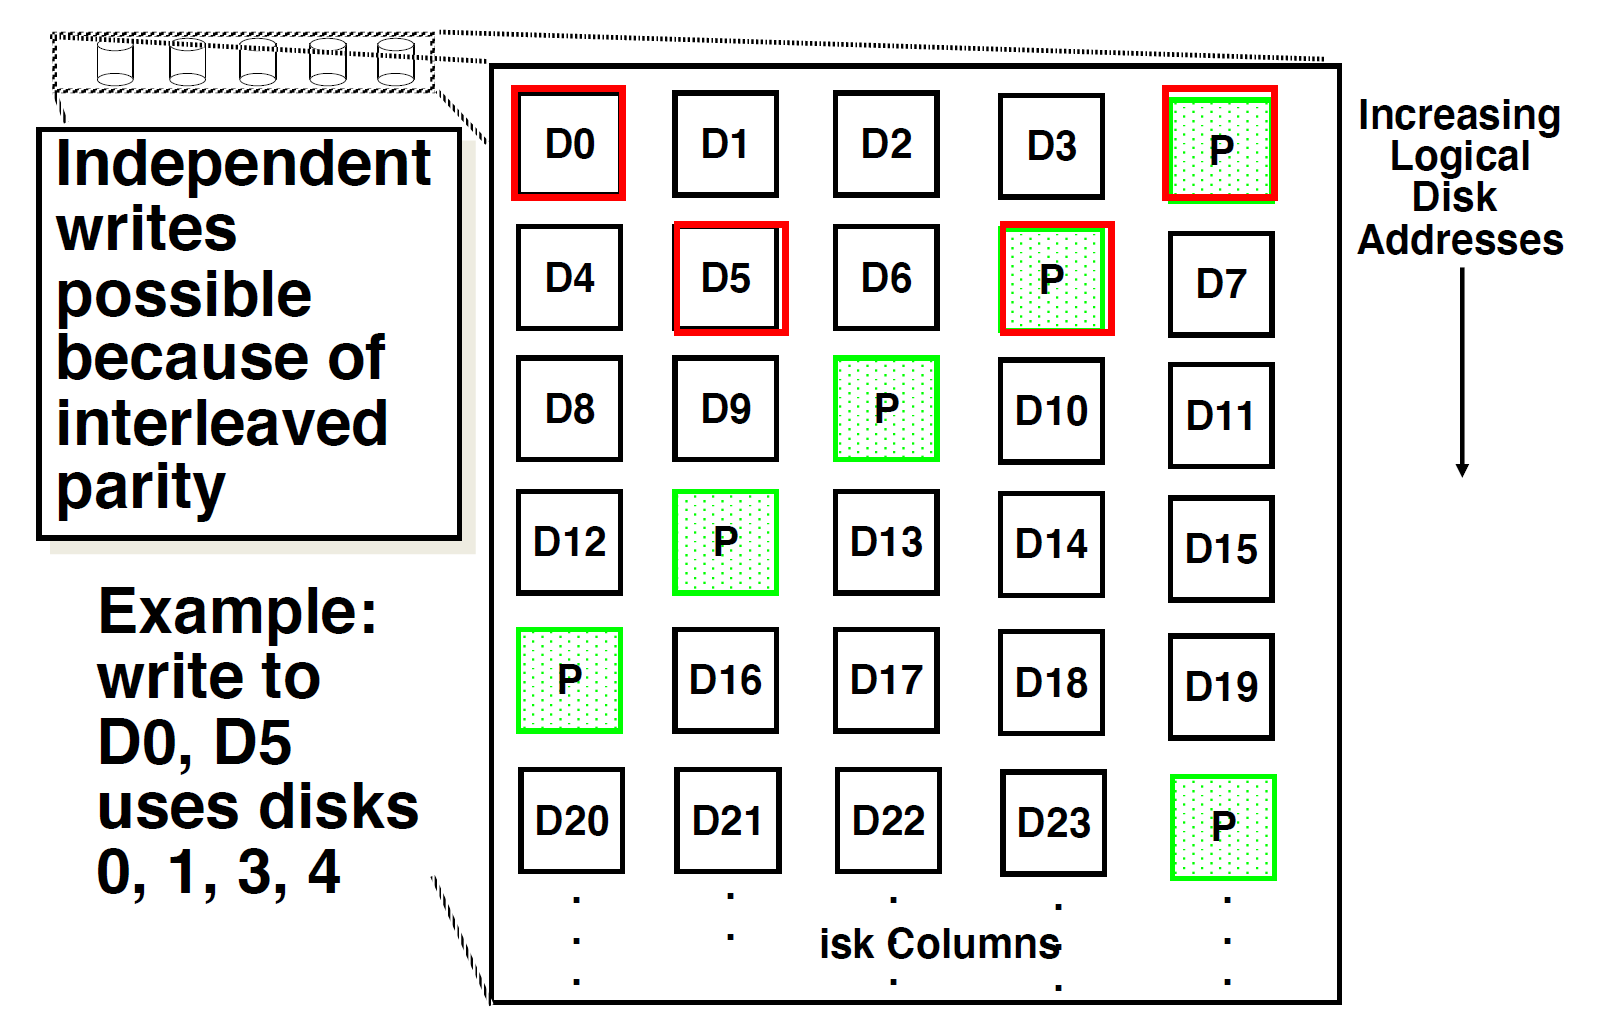 Independent
writes
possible
because of
interleaved
parity
Example:
write to
D0, D5
uses disks
0, 1, 3, 4
D0 D1 D2 D3 P
D4 D5 D6 P D7
D8 D9 P D10 D11
D12 P D13 D14 D15
P D16 D17 D18 D19
D20 D21 D22 D23 P
isk Columns
Increasing
Logical
Disk
Addresses